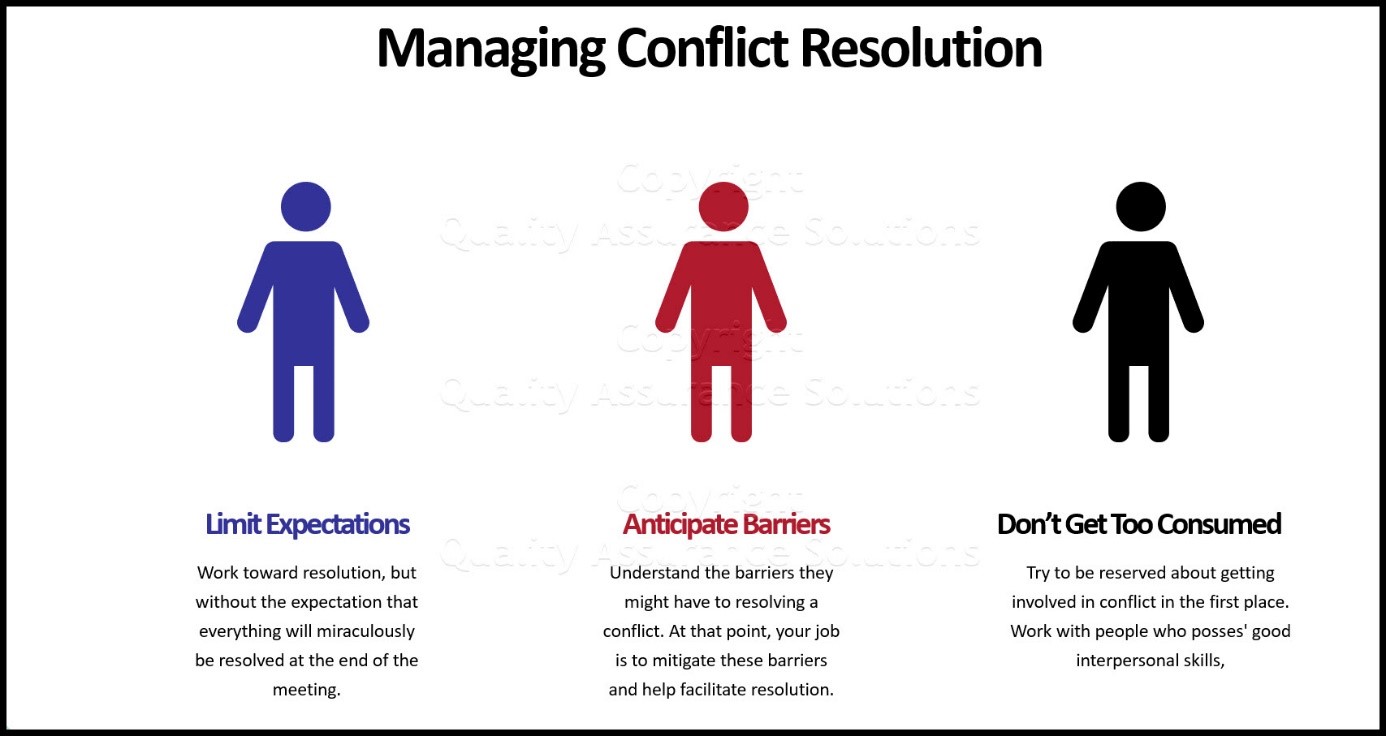 Managing Conflict Resolution
Copyright
Quality Assurance Solutions
Copyright
Quality Assurance Solutions
Copyright
Quality Assurance Solutions
Limit Expectations
Work toward resolution, but
without the expectation that
everything will miraculously
be resolved at the end of the
meeting.
Anticipate Barriers
Understand the barriers they
might have to resolving a
conflict. At that point, your job
is to mitigate these barriers
and help facilitate resolution.
Don't Get Too Consumed
Try to be reserved about getting
involved in conflict in the first place.
Work with people who posses' good
interpersonal skills,